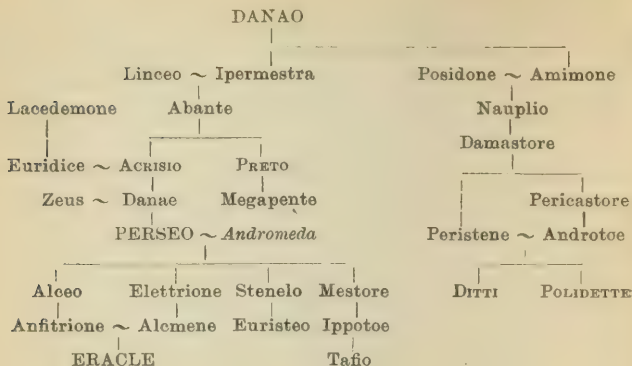 DANAO
Linceo ~ Ipermestra Posidone ~ Amimone
Lacedemone Abante Nauplio
Damastore
Euridice ~ ACRISIO PRETO
Zeus ~ Danae Megapente Pericastore
PERSEO ~ Andromeda Peristene ~ Androtoe
Alceo Elettrione Stenelo Mestore DITTI POLIDETTE
Anfitrione ~ Alcmene Euristeo Ippotoe
ERACLE Tafio